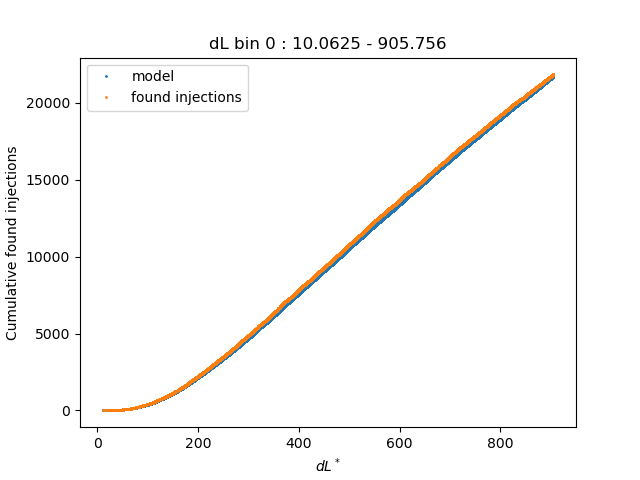 dL bin 0 : 10.0625 - 905.756
model
found injections
Cumulative found injections
20000
15000
10000
5000
0
0 200 400 600 800
dL*